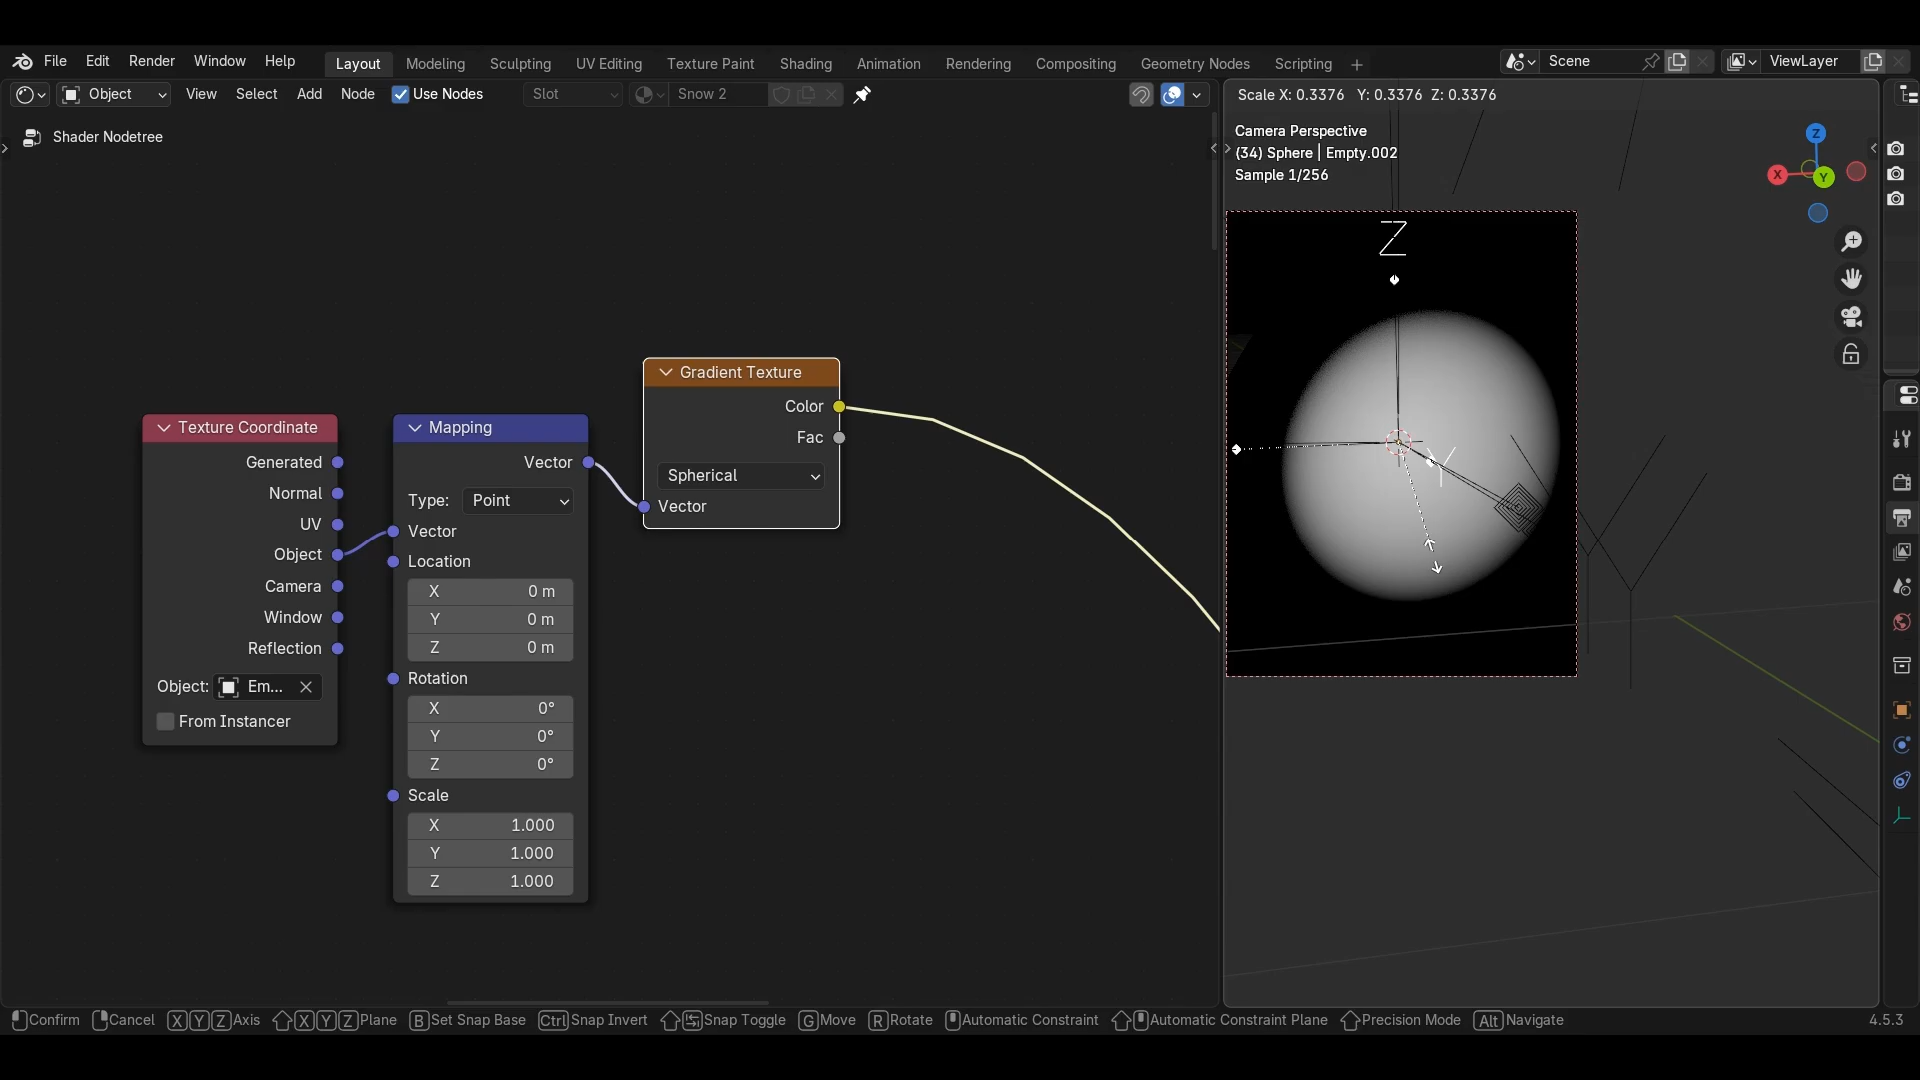 File Edit Render Window Help Layout Modeling Sculpting UV Editing Texture Paint Shading Animation Rendering Compositing Geometry Nodes Scripting + Scene ViewLayer
Object View Select Add Node Use Nodes Slot Snow 2
Scale X: 0.3376 Y: 0.3376 Z: 0.3376
Shader Nodetree
Camera Perspective
(34) Sphere | Empty.002
Sample 1/256
Z
X
Y
Z
Y
Gradient Texture
Color
Fac
Spherical
Vector
Texture Coordinate
Generated
Normal
UV
Object
Camera
Window
Reflection
Object: Em...
From Instancer
Mapping
Vector
Type: Point
Vector
Location
X 0 m
Y 0 m
Z 0 m
Rotation
X 0°
Y 0°
Z 0°
Scale
X 1.000
Y 1.000
Z 1.000
Confirm Cancel X Y Z Axis X Y Z Plane B Set Snap Base Ctrl Snap Invert Snap Toggle G Move R Rotate Automatic Constraint Automatic Constraint Plane Precision Mode Alt Navigate 4.5.3